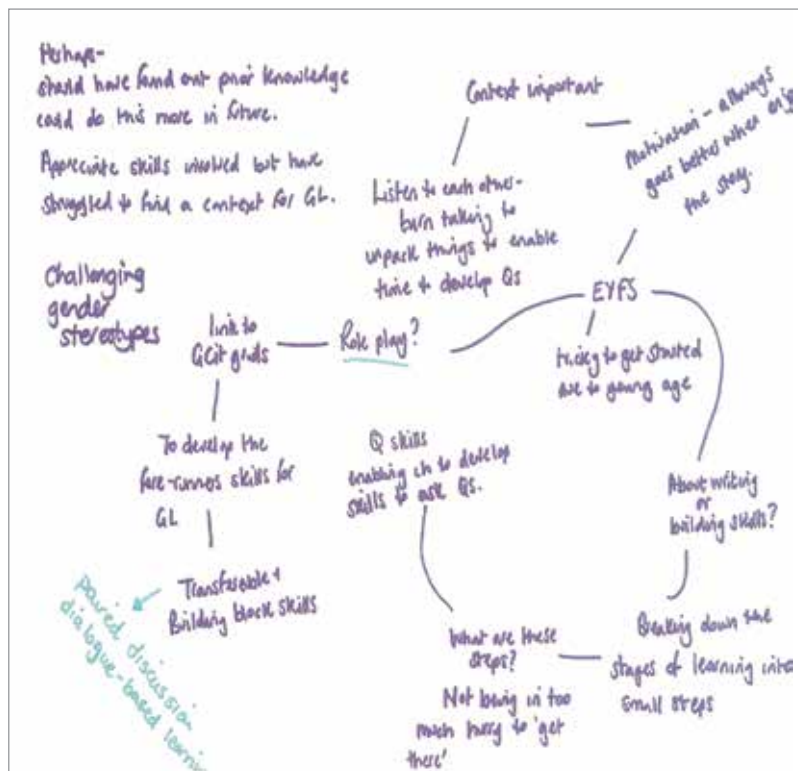 Perhaps-
should have found out prior knowledge
could do this more in future.
Appreciate skills involved but have
struggled to find a context for GL.
Challenging
gender
stereotypes
Context important
Motivation - always
goes better when enjoy
the story.
Listen to each other-
turn talking to
unpack things to enable
time to develop Qs
EYFS
tricky to get started
due to young age
Role play?
link to
GCit goals
To develop the
fore-runner skills for
GL
Transferable +
Building block skills
paired discussion
dialogue-based learning
Q skills
enabling ch to develop
skills to ask Qs.
About writing
or
building skills?
Breaking down the
stages of learning into
small steps
What are these
steps?
Not being in too
much hurry to 'get
there'